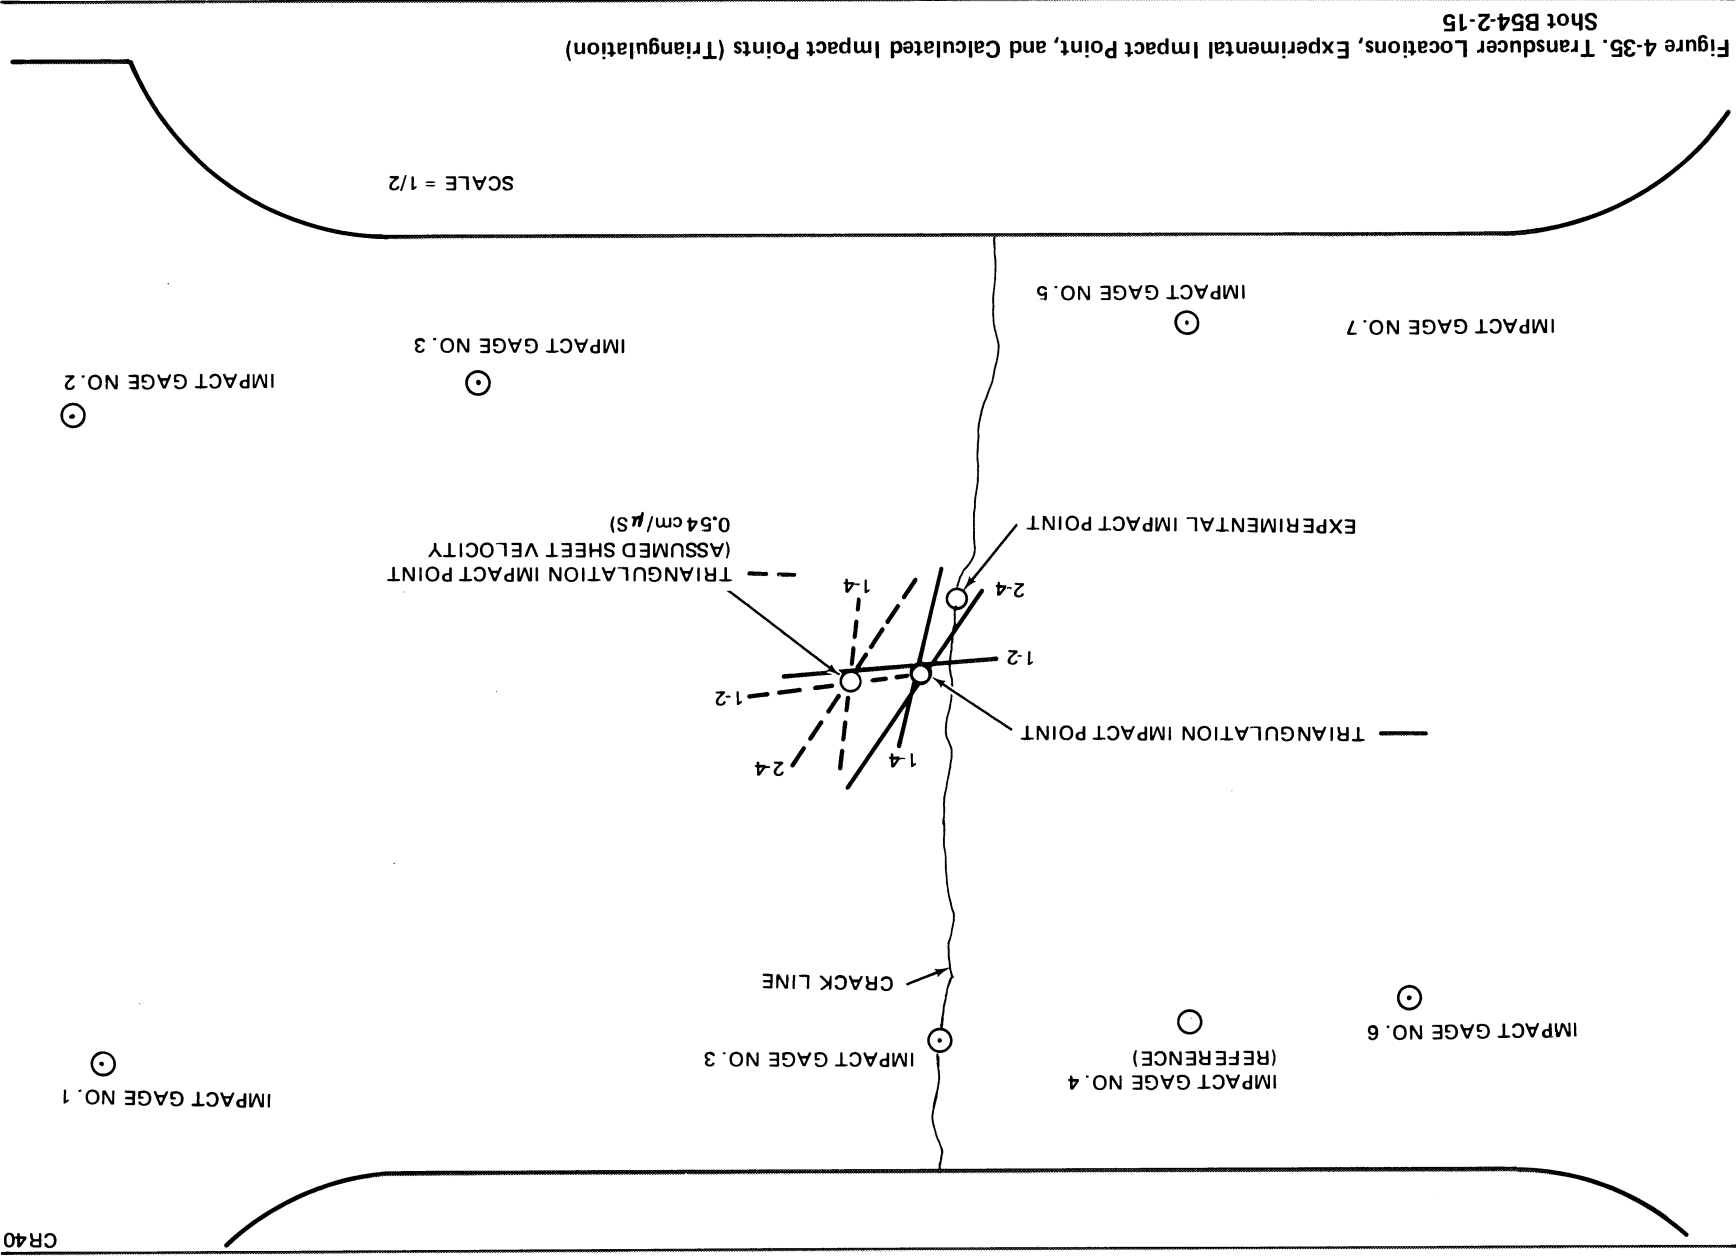 CR40
IMPACT GAGE NO. 1
IMPACT GAGE NO. 4
(REFERENCE)
IMPACT GAGE NO. 3
IMPACT GAGE NO. 6
CRACK LINE
2-4
1-4
TRIANGULATION IMPACT POINT
1-2
1-2
2-4
1-4
TRIANGULATION IMPACT POINT
(ASSUMED SHEET VELOCITY
0.54 cm/μS)
EXPERIMENTAL IMPACT POINT
IMPACT GAGE NO. 2
IMPACT GAGE NO. 3
IMPACT GAGE NO. 7
IMPACT GAGE NO. 5
SCALE = 1/2
Figure 4-35. Transducer Locations, Experimental Impact Point, and Calculated Impact Points (Triangulation)
Shot B54-2-15